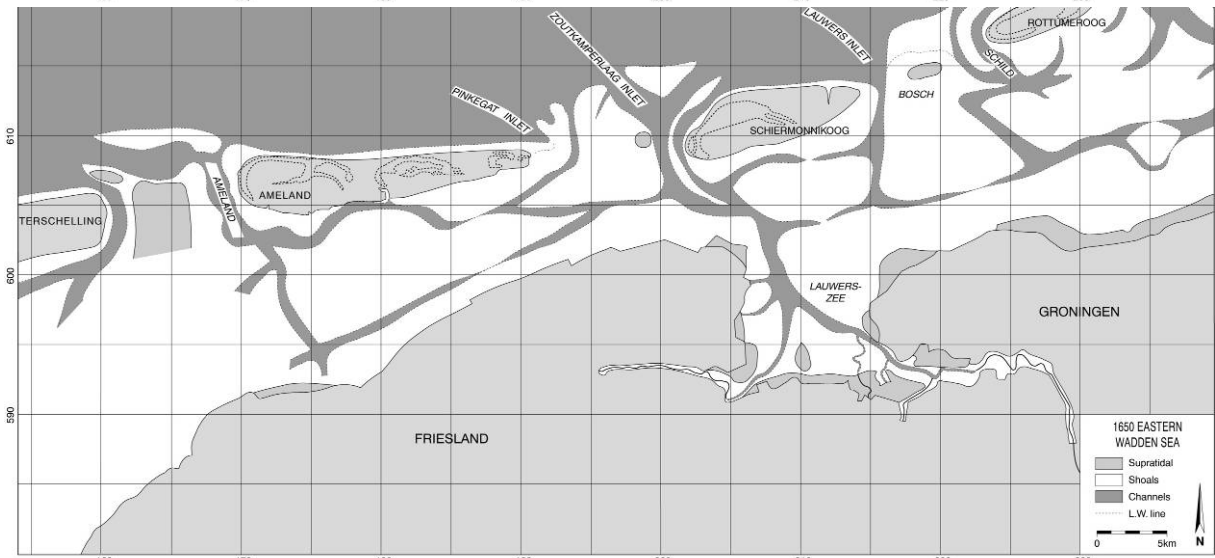 ROTTUMEROOG
LAUWERS INLET
ZOUTKAMPERLAAG INLET
SCHILD
PINKEGAT INLET
BOSCH
610
SCHIERMONNIKOOG
AMELAND
AMELAND
TERSCHELLING
600
LAUWERS-
ZEE
GRONINGEN
590
FRIESLAND
1650 EASTERN
WADDEN SEA
Supratidal
Shoals
Channels
L.W. line
0 5km
N